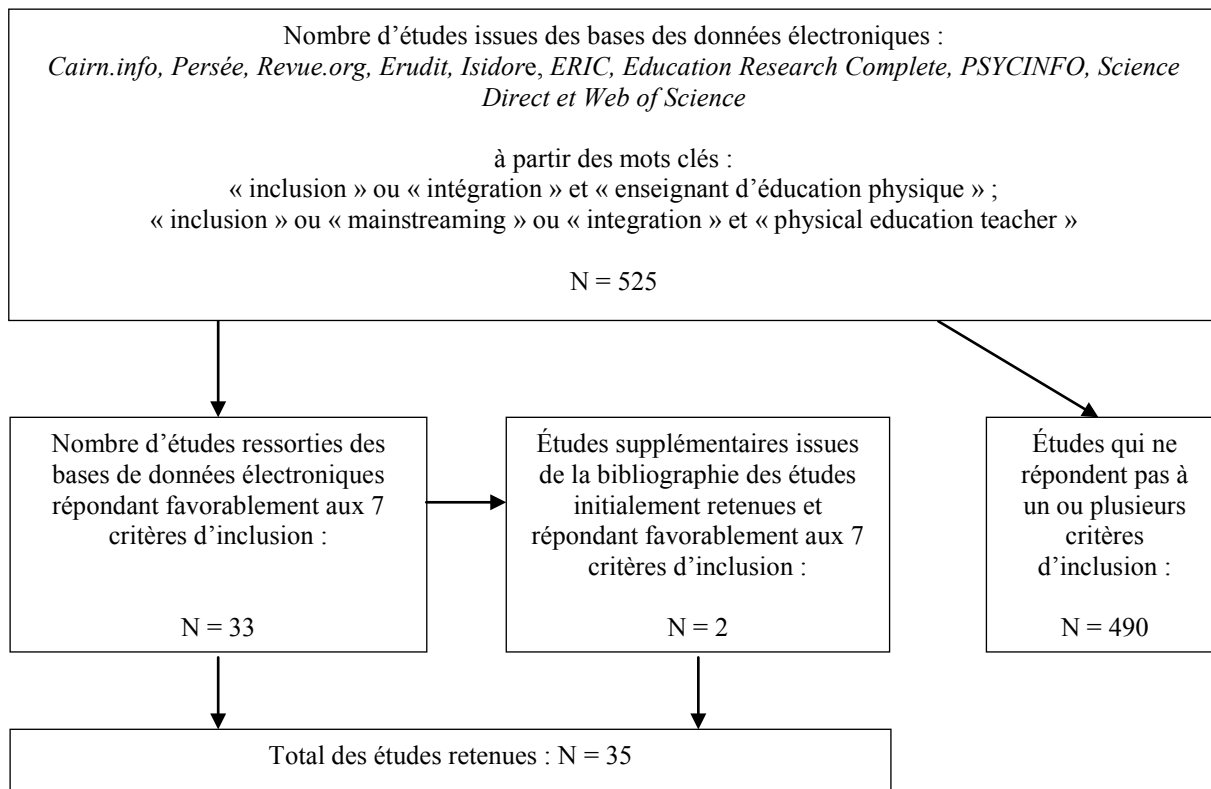 Nombre d’études issues des bases des données électroniques :
Cairn.info, Persée, Revue.org, Erudit, Isidore, ERIC, Education Research Complete, PSYCINFO, Science
Direct et Web of Science
à partir des mots clés :
« inclusion » ou « intégration » et « enseignant d’éducation physique » ;
« inclusion » ou « mainstreaming » ou « integration » et « physical education teacher »
N = 525
Nombre d’études ressorties des
bases de données électroniques
répondant favorablement aux 7
critères d’inclusion :
N = 33
Études supplémentaires issues
de la bibliographie des études
initialement retenues et
répondant favorablement aux 7
critères d’inclusion :
N = 2
Études qui ne
répondent pas à
un ou plusieurs
critères
d’inclusion :
N = 490
Total des études retenues : N = 35